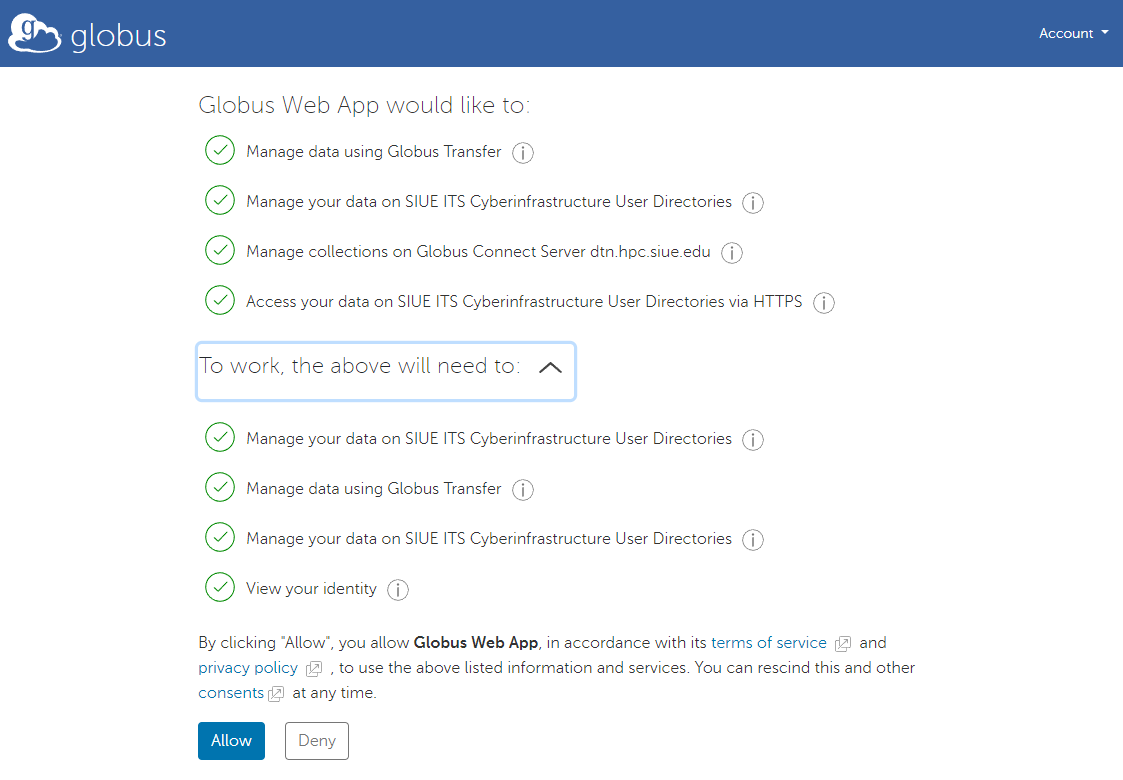 globus
Account
Globus Web App would like to:
Manage data using Globus Transfer
Manage your data on SIUE ITS Cyberinfrastructure User Directories
Manage collections on Globus Connect Server dtn.hpc.siue.edu
Access your data on SIUE ITS Cyberinfrastructure User Directories via HTTPS
To work, the above will need to:
Manage your data on SIUE ITS Cyberinfrastructure User Directories
Manage data using Globus Transfer
Manage your data on SIUE ITS Cyberinfrastructure User Directories
View your identity
By clicking "Allow", you allow Globus Web App, in accordance with its terms of service and
privacy policy , to use the above listed information and services. You can rescind this and other
consents at any time.
Allow Deny